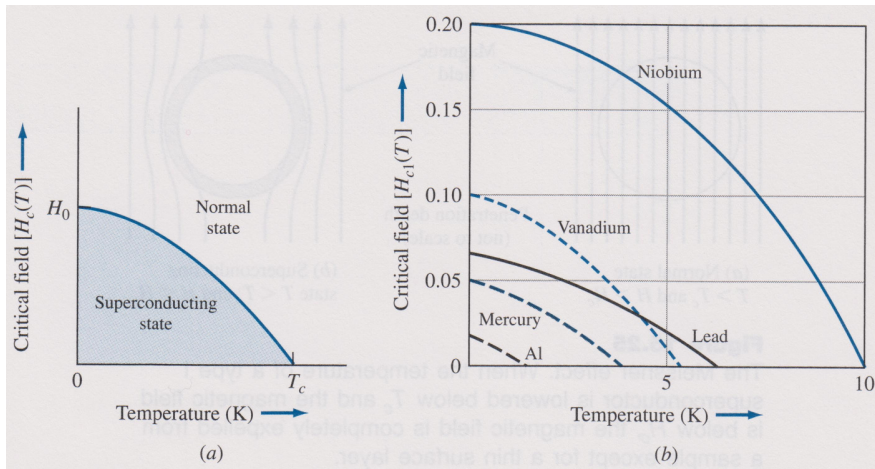 Critical field [H_c(T)]
H_0
Normal
state
Superconducting
state
0
T_c
Temperature (K)
(a)
Critical field [H_c1(T)]
0.20
0.15
0.10
0.05
0
Niobium
Vanadium
Mercury
Lead
Al
5
10
Temperature (K)
(b)